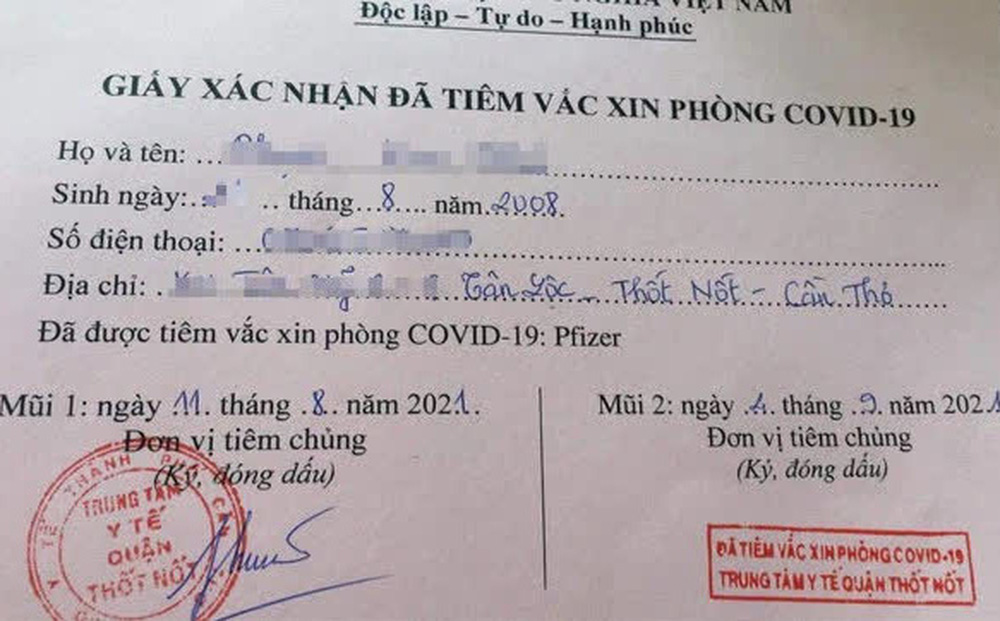 NGHĨA VIỆT NAM
Độc lập – Tự do – Hạnh phúc
GIẤY XÁC NHẬN ĐÃ TIÊM VẮC XIN PHÒNG COVID-19
Họ và tên:
Sinh ngày: tháng 8 năm 2008.
Số điện thoại:
Địa chỉ: Tân Lộc - Thốt Nốt - Cần Thơ
Đã được tiêm vắc xin phòng COVID-19: Pfizer
Mũi 1: ngày 11. tháng .8. năm 2021.
Đơn vị tiêm chủng
(Ký, đóng dấu)
TRUNG TÂM
Y TẾ
QUẬN
THỐT NỐT
Mũi 2: ngày .4. tháng .9. năm 2021
Đơn vị tiêm chủng
(Ký, đóng dấu)
ĐÃ TIÊM VẮC XIN PHÒNG COVID-19
TRUNG TÂM Y TẾ QUẬN THỐT NỐT